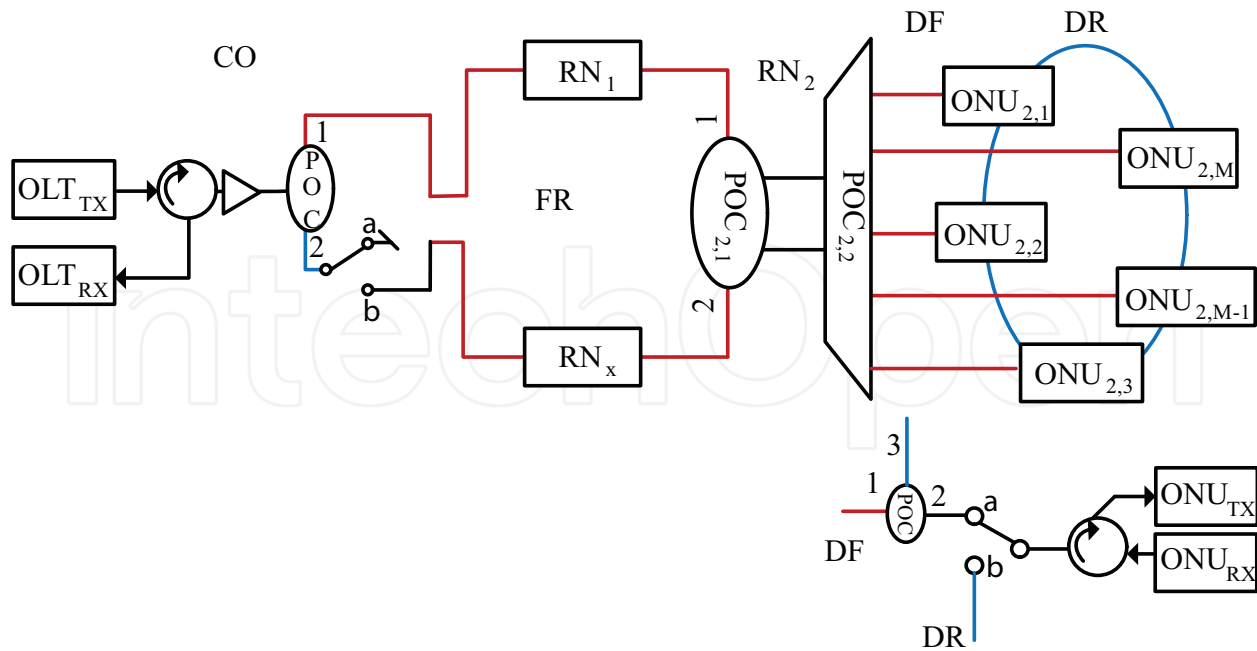 CO
DF
DR
RN1
RN2
ONU2,1
1
1
POC
OLTTX
ONU2,M
FR
POC2,1
POC2,2
a
2
ONU2,2
OLTRX
b
2
ONU2,M-1
RNx
ONU2,3
IntechOpen
3
1
POC
2
a
ONUTX
DF
b
ONURX
DR